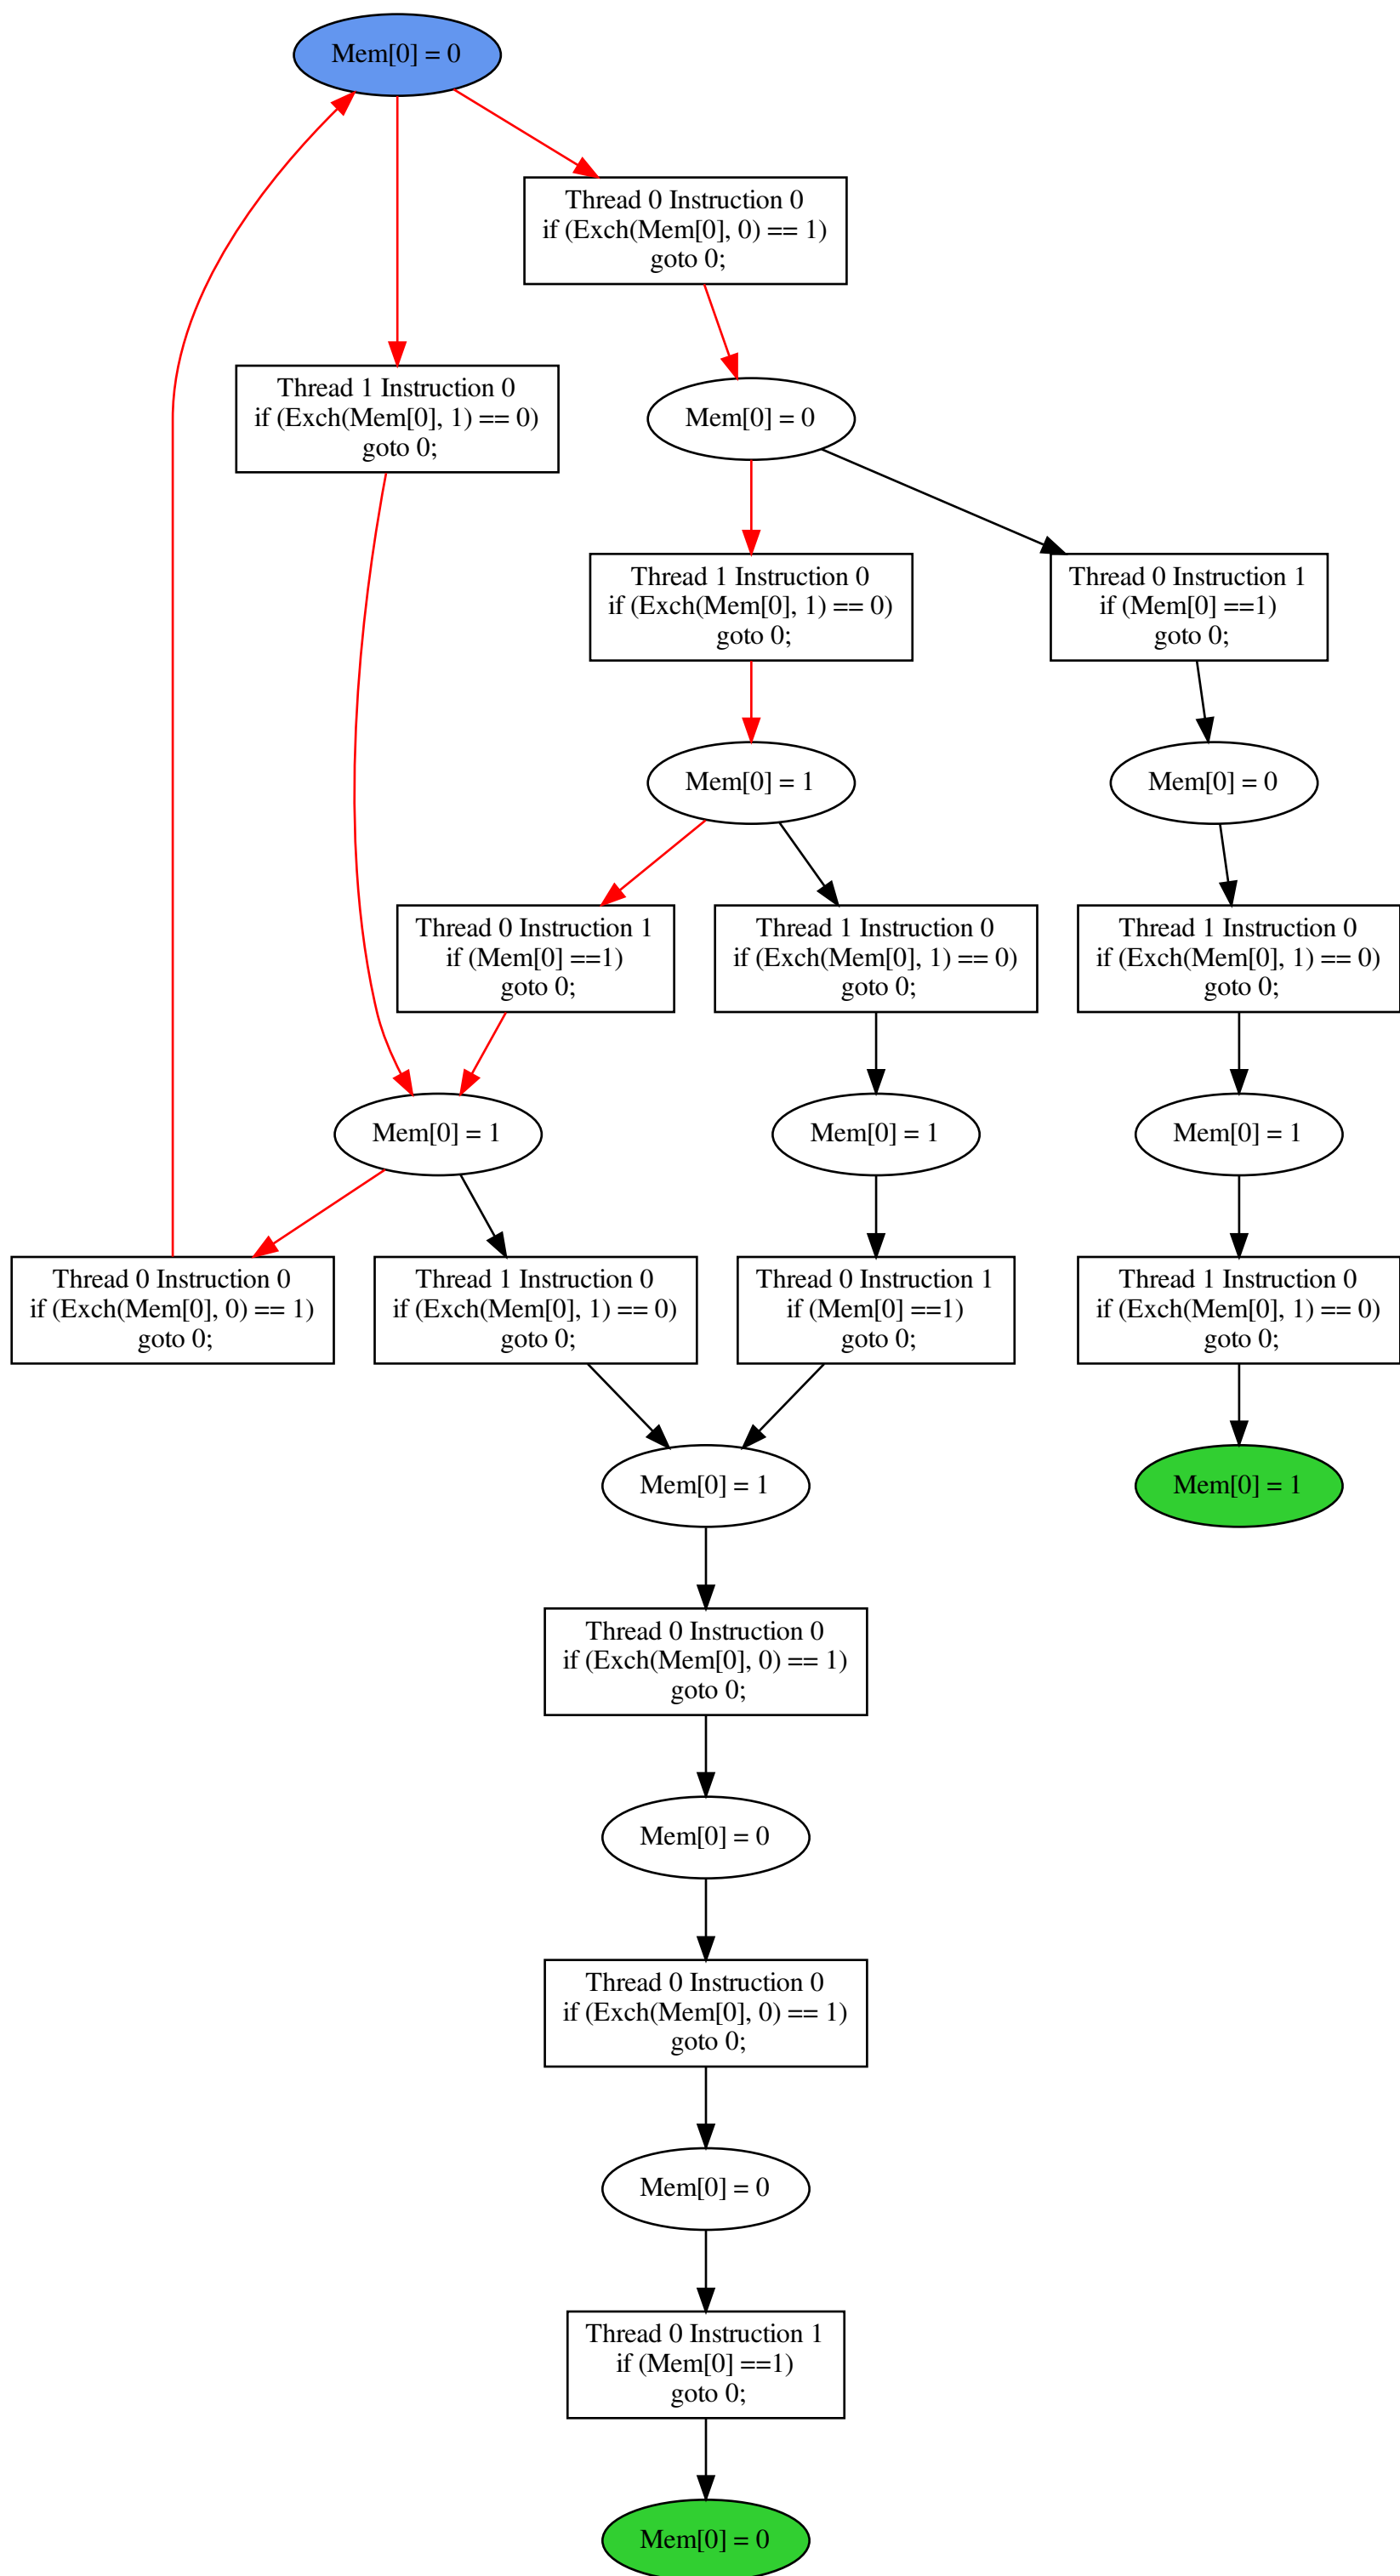 Mem[0] = 0
Thread 0 Instruction 0
if (Exch(Mem[0], 0) == 1)
goto 0;
Thread 1 Instruction 0
if (Exch(Mem[0], 1) == 0)
goto 0;
Mem[0] = 0
Thread 1 Instruction 0
if (Exch(Mem[0], 1) == 0)
goto 0;
Thread 0 Instruction 1
if (Mem[0] ==1)
goto 0;
Mem[0] = 1
Mem[0] = 0
Thread 0 Instruction 1
if (Mem[0] ==1)
goto 0;
Thread 1 Instruction 0
if (Exch(Mem[0], 1) == 0)
goto 0;
Thread 1 Instruction 0
if (Exch(Mem[0], 1) == 0)
goto 0;
Mem[0] = 1
Mem[0] = 1
Mem[0] = 1
Thread 0 Instruction 0
if (Exch(Mem[0], 0) == 1)
goto 0;
Thread 1 Instruction 0
if (Exch(Mem[0], 1) == 0)
goto 0;
Thread 0 Instruction 1
if (Mem[0] ==1)
goto 0;
Thread 1 Instruction 0
if (Exch(Mem[0], 1) == 0)
goto 0;
Mem[0] = 1
Mem[0] = 1
Thread 0 Instruction 0
if (Exch(Mem[0], 0) == 1)
goto 0;
Mem[0] = 0
Thread 0 Instruction 0
if (Exch(Mem[0], 0) == 1)
goto 0;
Mem[0] = 0
Thread 0 Instruction 1
if (Mem[0] ==1)
goto 0;
Mem[0] = 0